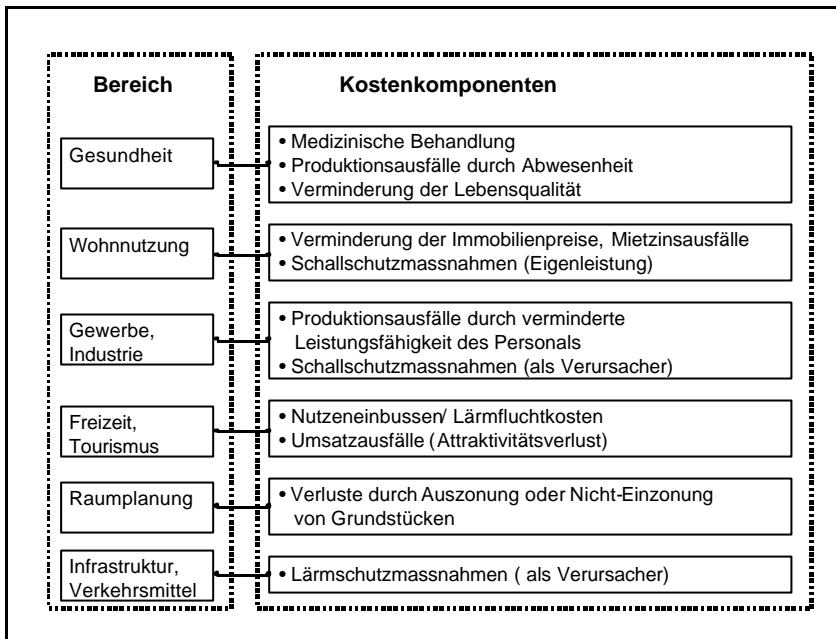 Bereich
Kostenkomponenten
Gesundheit
• Medizinische Behandlung
• Produktionsausfälle durch Abwesenheit
• Verminderung der Lebensqualität
Wohnnutzung
• Verminderung der Immobilienpreise, Mietzinsausfälle
• Schallschutzmassnahmen (Eigenleistung)
Gewerbe,
Industrie
• Produktionsausfälle durch verminderte
Leistungsfähigkeit des Personals
• Schallschutzmassnahmen (als Verursacher)
Freizeit,
Tourismus
• Nutzeneinbussen/ Lärmfluchtkosten
• Umsatzausfälle (Attraktivitätsverlust)
Raumplanung
• Verluste durch Auszonung oder Nicht-Einzonung
von Grundstücken
Infrastruktur,
Verkehrsmittel
• Lärmschutzmassnahmen ( als Verursacher)